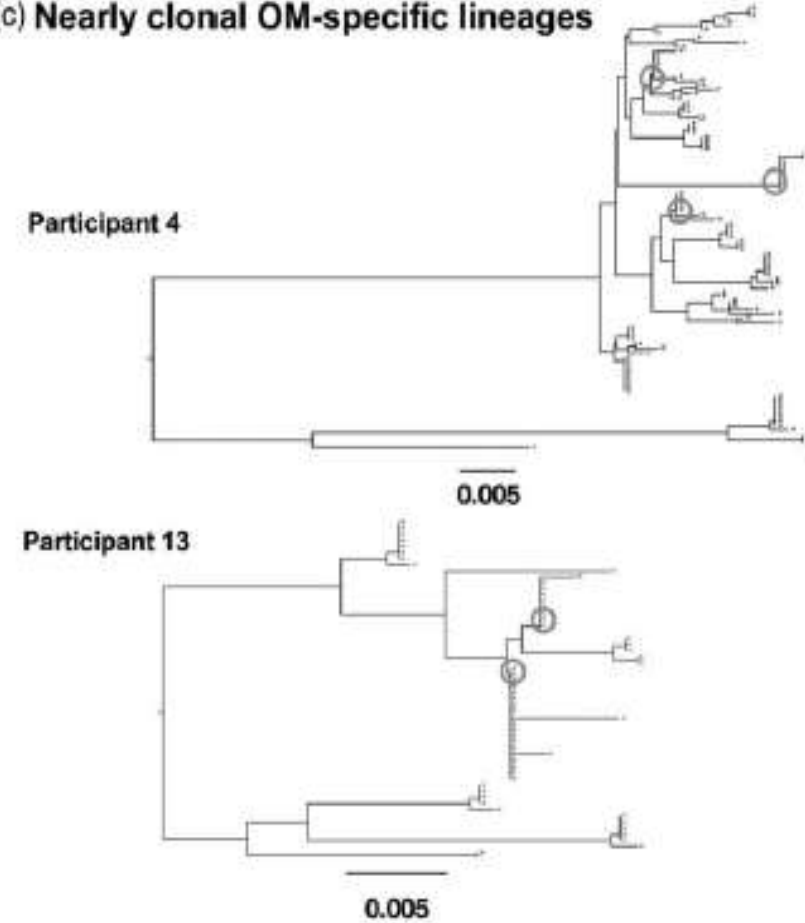 c) Nearly clonal OM-specific lineages
Participant 4
0.005
Participant 13
0.005